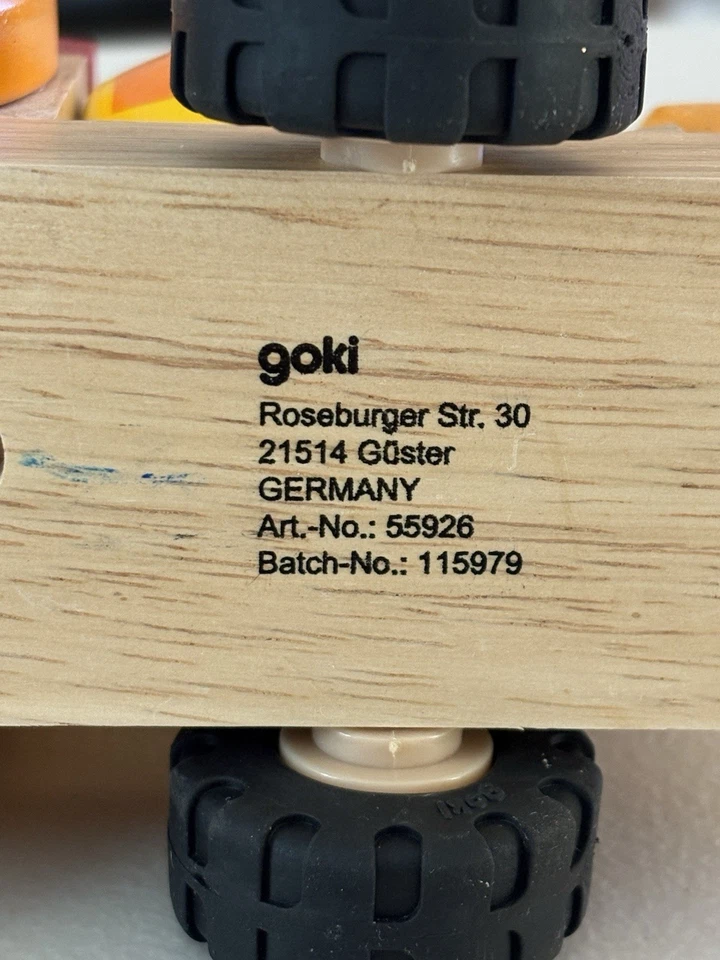 goki
Roseburger Str. 30
21514 Güster
GERMANY
Art.-No.: 55926
Batch-No.: 115979